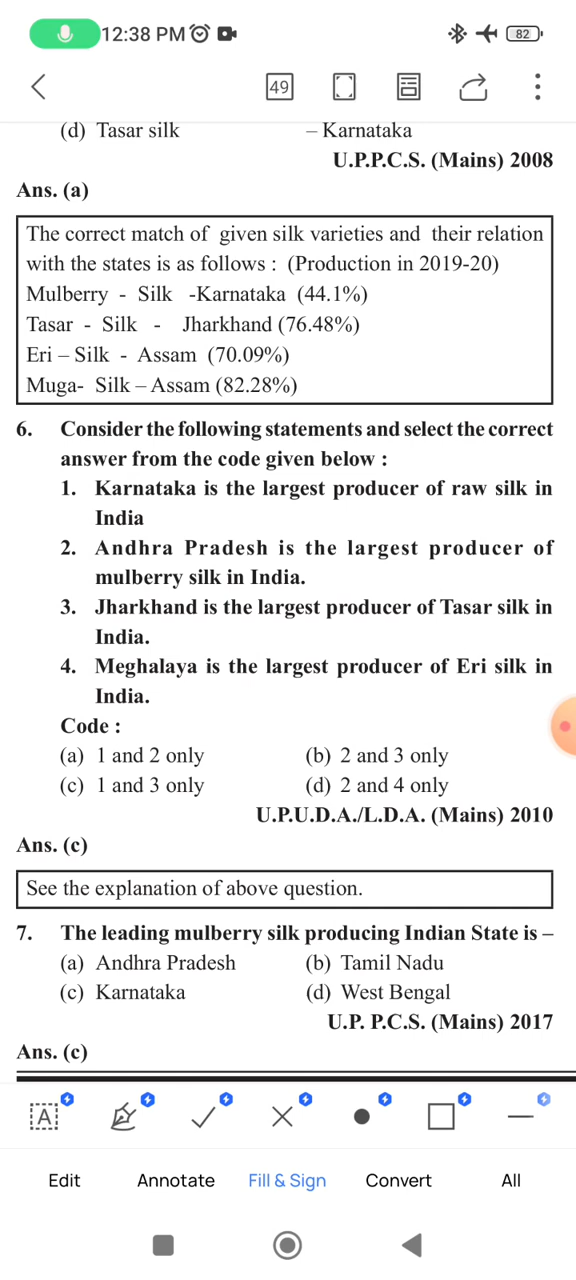 12:38 PM
82
49
(d) Tasar silk – Karnataka
U.P.P.C.S. (Mains) 2008
Ans. (a)
The correct match of given silk varieties and their relation
with the states is as follows : (Production in 2019-20)
Mulberry - Silk -Karnataka (44.1%)
Tasar - Silk - Jharkhand (76.48%)
Eri – Silk - Assam (70.09%)
Muga- Silk – Assam (82.28%)
6. Consider the following statements and select the correct
answer from the code given below :
1. Karnataka is the largest producer of raw silk in
India
2. Andhra Pradesh is the largest producer of
mulberry silk in India.
3. Jharkhand is the largest producer of Tasar silk in
India.
4. Meghalaya is the largest producer of Eri silk in
India.
Code :
(a) 1 and 2 only (b) 2 and 3 only
(c) 1 and 3 only (d) 2 and 4 only
U.P.U.D.A./L.D.A. (Mains) 2010
Ans. (c)
See the explanation of above question.
7. The leading mulberry silk producing Indian State is –
(a) Andhra Pradesh (b) Tamil Nadu
(c) Karnataka (d) West Bengal
U.P. P.C.S. (Mains) 2017
Ans. (c)
A
Edit Annotate Fill & Sign Convert All